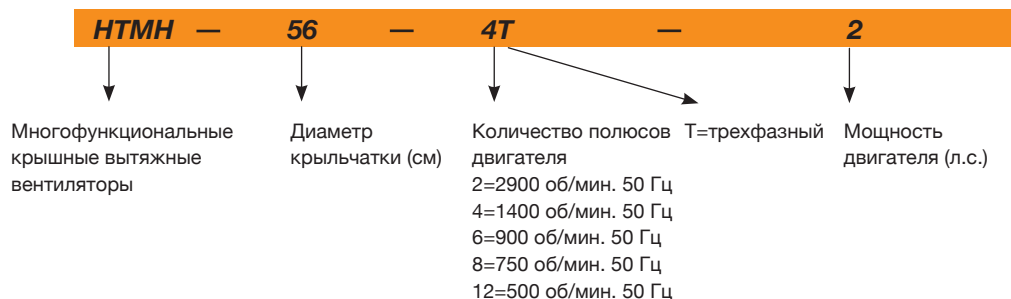 HTMH — 56 — 4T — 2
Многофункциональные
крышные вытяжные
вентиляторы
Диаметр
крыльчатки (см)
Количество полюсов
двигателя
2=2900 об/мин. 50 Гц
4=1400 об/мин. 50 Гц
6=900 об/мин. 50 Гц
8=750 об/мин. 50 Гц
12=500 об/мин. 50 Гц
Т=трехфазный
Мощность
двигателя (л.с.)